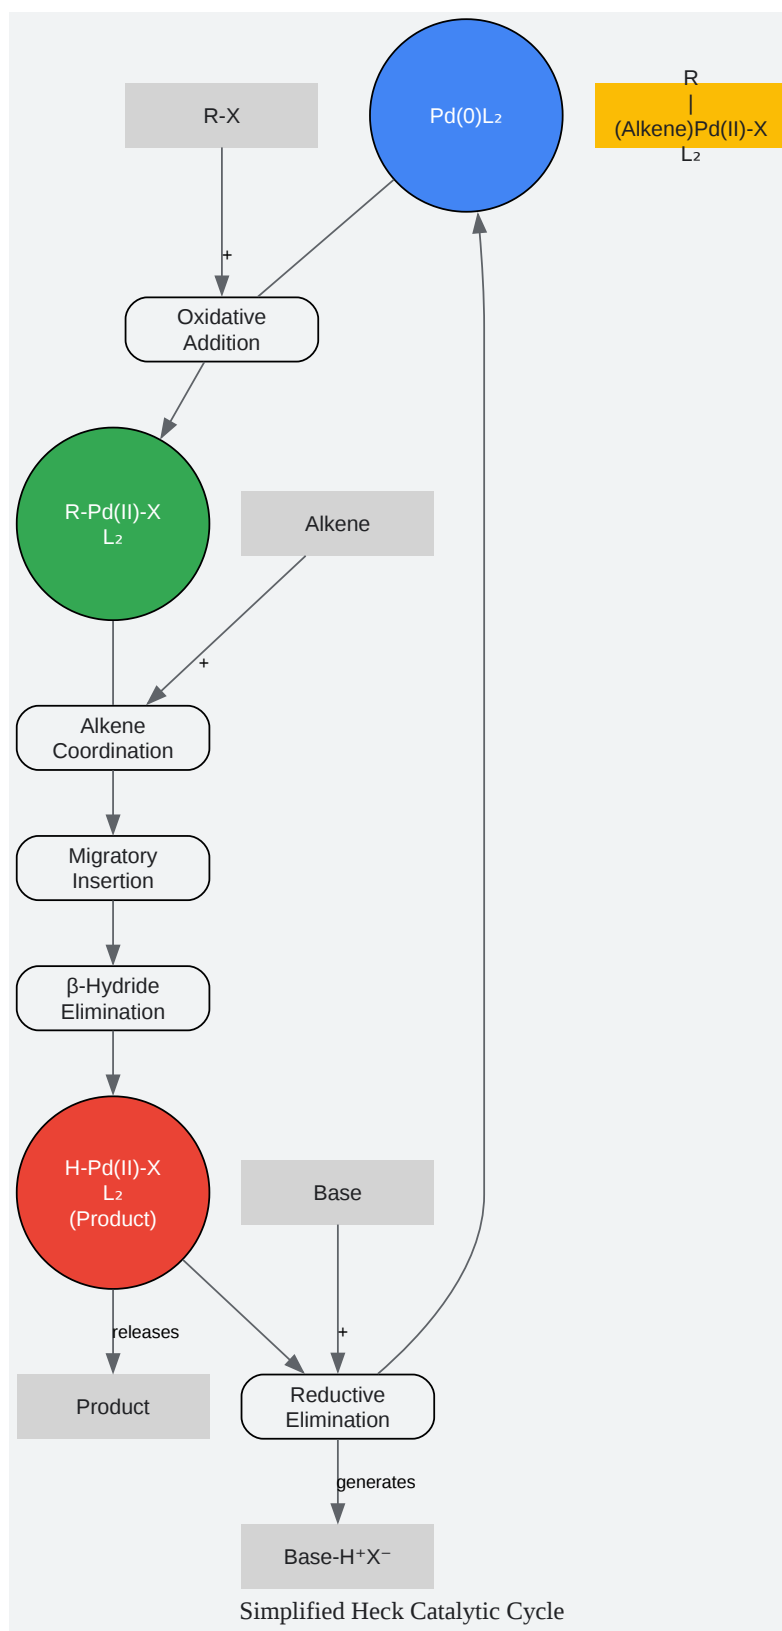 R-X
Pd(0)L₂
R
|
(Alkene)Pd(II)-X
L₂
+
Oxidative
Addition
R-Pd(II)-X
L₂
Alkene
+
Alkene
Coordination
Migratory
Insertion
β-Hydride
Elimination
H-Pd(II)-X
L₂
(Product)
Base
releases
+
Product
Reductive
Elimination
generates
Base-H⁺X⁻
Simplified Heck Catalytic Cycle